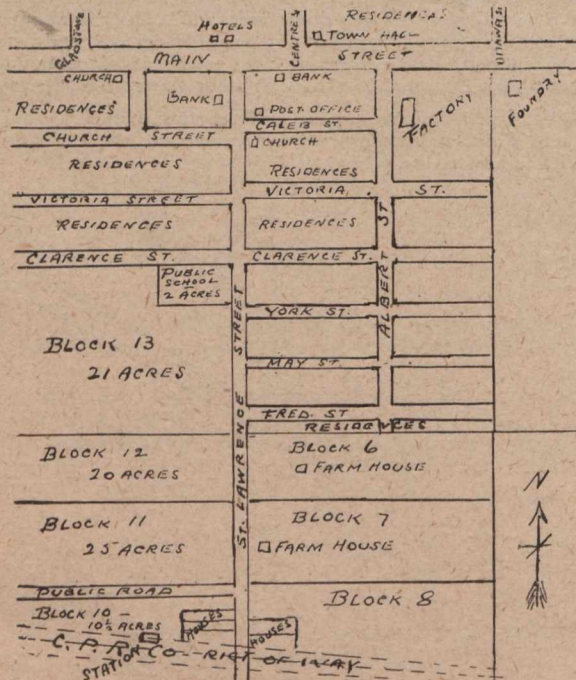 HOTELS
RESIDENCES
CENTRE S
TOWN HALL
MAIN
STREET
CHURCH
BANK
BANK
RESIDENCES
POST OFFICE
FACTORY
FOUNDRY
CALEB ST.
CHURCH STREET
CHURCH
RESIDENCES
RESIDENCES
VICTORIA STREET
VICTORIA ST.
RESIDENCES
RESIDENCES
ALBERT ST
CLARENCE ST.
CLARENCE ST.
PUBLIC
SCHOOL
2 ACRES
YORK ST.
BLOCK 13
21 ACRES
MAY ST.
FRED. ST
RESIDENCES
ST. LAWRENCE STREET
BLOCK 12
20 ACRES
BLOCK 6
FARM HOUSE
N
BLOCK 11
25 ACRES
BLOCK 7
FARM HOUSE
PUBLIC ROAD
BLOCK 8
BLOCK 10 -
10½ ACRES
HOUSES
HOUSES
C. P. R. CO - RIGT OF WAY
STATION